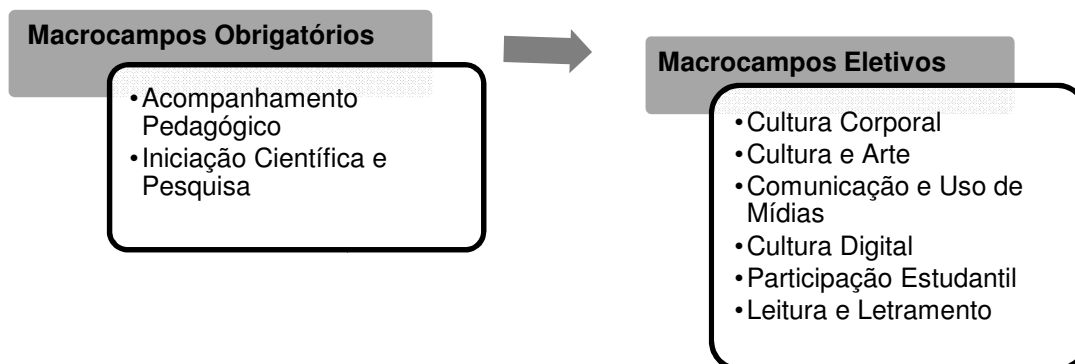 Macrocampos Obrigatórios
•Acompanhamento
Pedagógico
•Iniciação Científica e
Pesquisa
Macrocampos Eletivos
•Cultura Corporal
•Cultura e Arte
•Comunicação e Uso de
Mídias
•Cultura Digital
•Participação Estudantil
•Leitura e Letramento